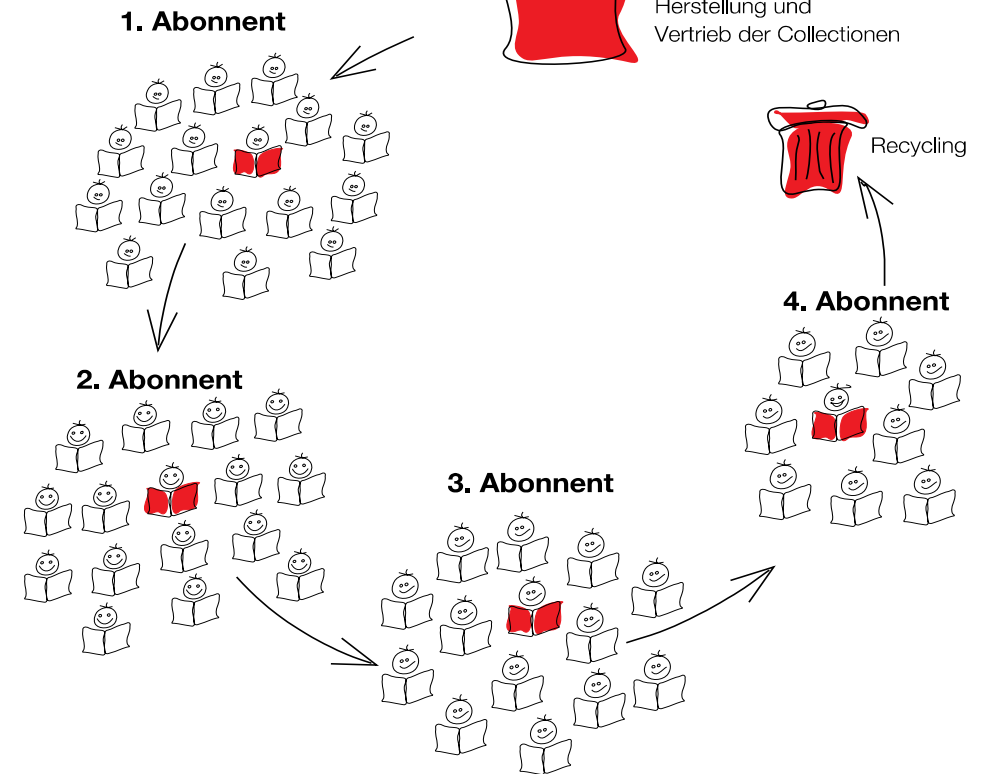 Herstellung und
Vertrieb der Collectionen
1. Abonnent
2. Abonnent
3. Abonnent
4. Abonnent
Recycling